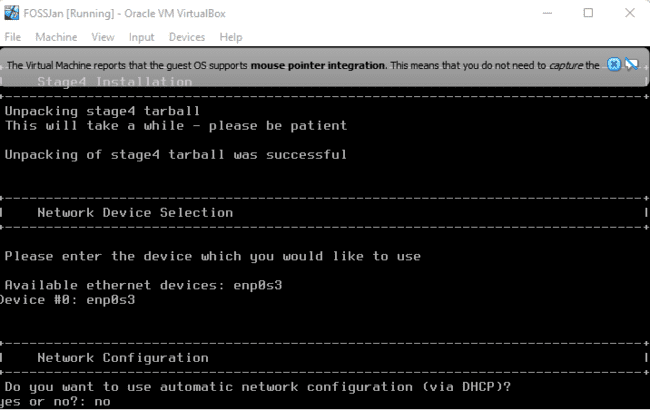 FOSSJan [Running] - Oracle VM VirtualBox
File Machine View Input Devices Help
The Virtual Machine reports that the guest OS supports mouse pointer integration. This means that you do not need to capture the
Stage4 Installation
Unpacking stage4 tarball
This will take a while - please be patient
Unpacking of stage4 tarball was successful
Network Device Selection
Please enter the device which you would like to use
Available ethernet devices: enp0s3
Device #0: enp0s3
Network Configuration
Do you want to use automatic network configuration (via DHCP)?
yes or no?: no